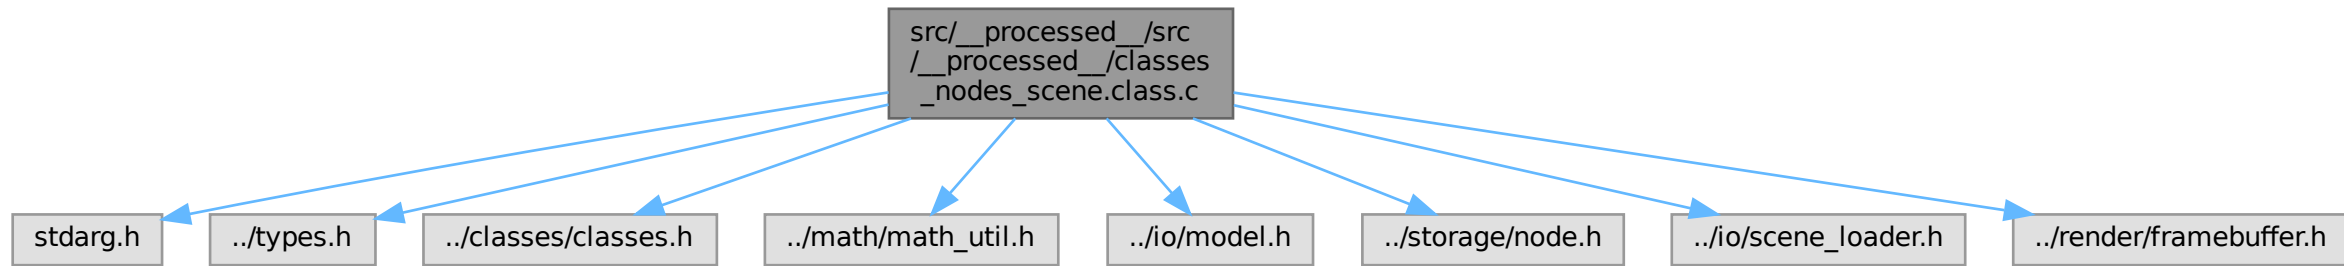 src/__processed__/src
/__processed__/classes
_nodes_scene.class.c
stdarg.h
../types.h
../classes/classes.h
../math/math_util.h
../io/model.h
../storage/node.h
../io/scene_loader.h
../render/framebuffer.h